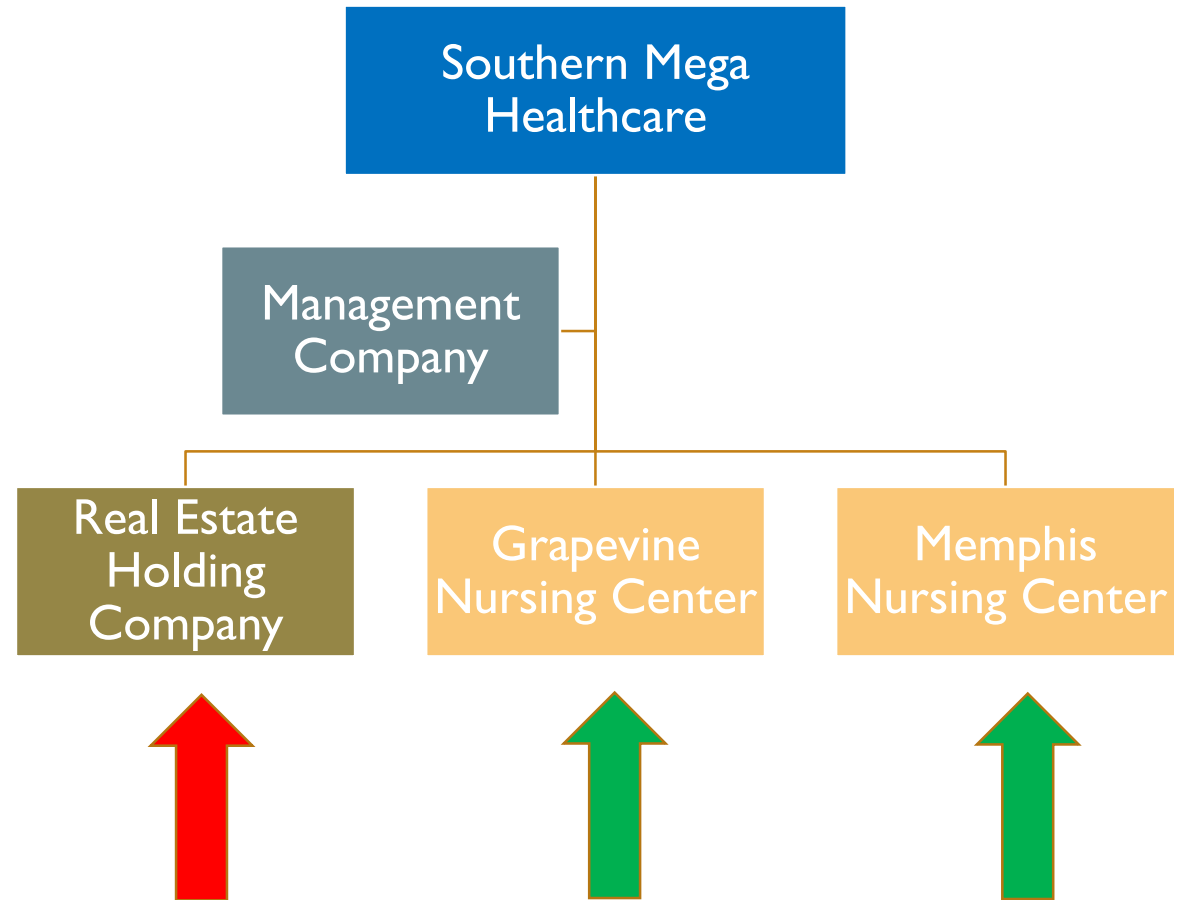 Southern Mega
Healthcare
Management
Company
Real Estate
Holding
Company
Grapevine
Nursing Center
Memphis
Nursing Center